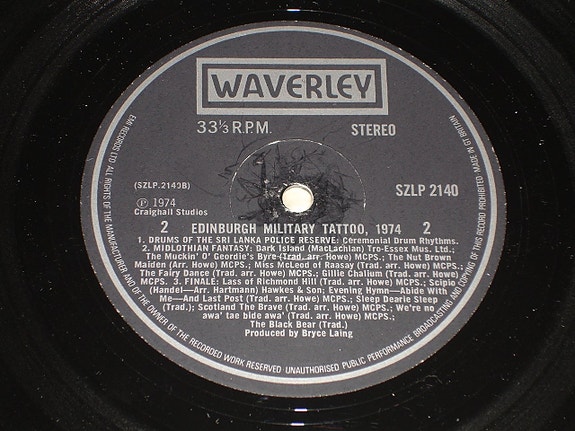 WAVERLEY
33⅓ R.P.M.
STEREO
(SZLP. 2140B)
SZLP 2140
℗ 1974
Craighall Studios
2 EDINBURGH MILITARY TATTOO, 1974 2
1. DRUMS OF THE SRI LANKA POLICE RESERVE: Ceremonial Drum Rhythms.
2. MIDLOTHIAN FANTASY: Dark Island (MacLachlan) Tro-Essex Mus. Ltd.;
The Muckin' O' Geordie's Byre (Trad. arr. Howe) MCPS.; The Nut Brown
Maiden (Arr. Howe) MCPS.; Miss McLeod of Raasay (Trad. arr. Howe) MCPS.;
The Fairy Dance (Trad. arr. Howe) MCPS.; Gillie Chalium (Trad. arr. Howe)
MCPS. 3. FINALE: Lass of Richmond Hill (Trad. arr. Howe) MCPS.; Scipio
(Handel—Arr. Hartmann) Hawkes & Son; Evening Hymn—Abide With
Me—And Last Post (Trad. arr. Howe) MCPS.; Sleep Dearie Sleep
(Trad.); Scotland The Brave (Trad. arr. Howe) MCPS.; We're no
awa' tae bide awa' (Trad. arr. Howe) MCPS.;
The Black Bear (Trad.)
Produced by Bryce Laing
EMI RECORDS LTD. ALL RIGHTS OF THE MANUFACTURER AND OF THE OWNER OF THE RECORDED WORK RESERVED UNAUTHORISED PUBLIC PERFORMANCE BROADCASTING AND COPYING OF THIS RECORD PROHIBITED MADE IN GT BRITAIN